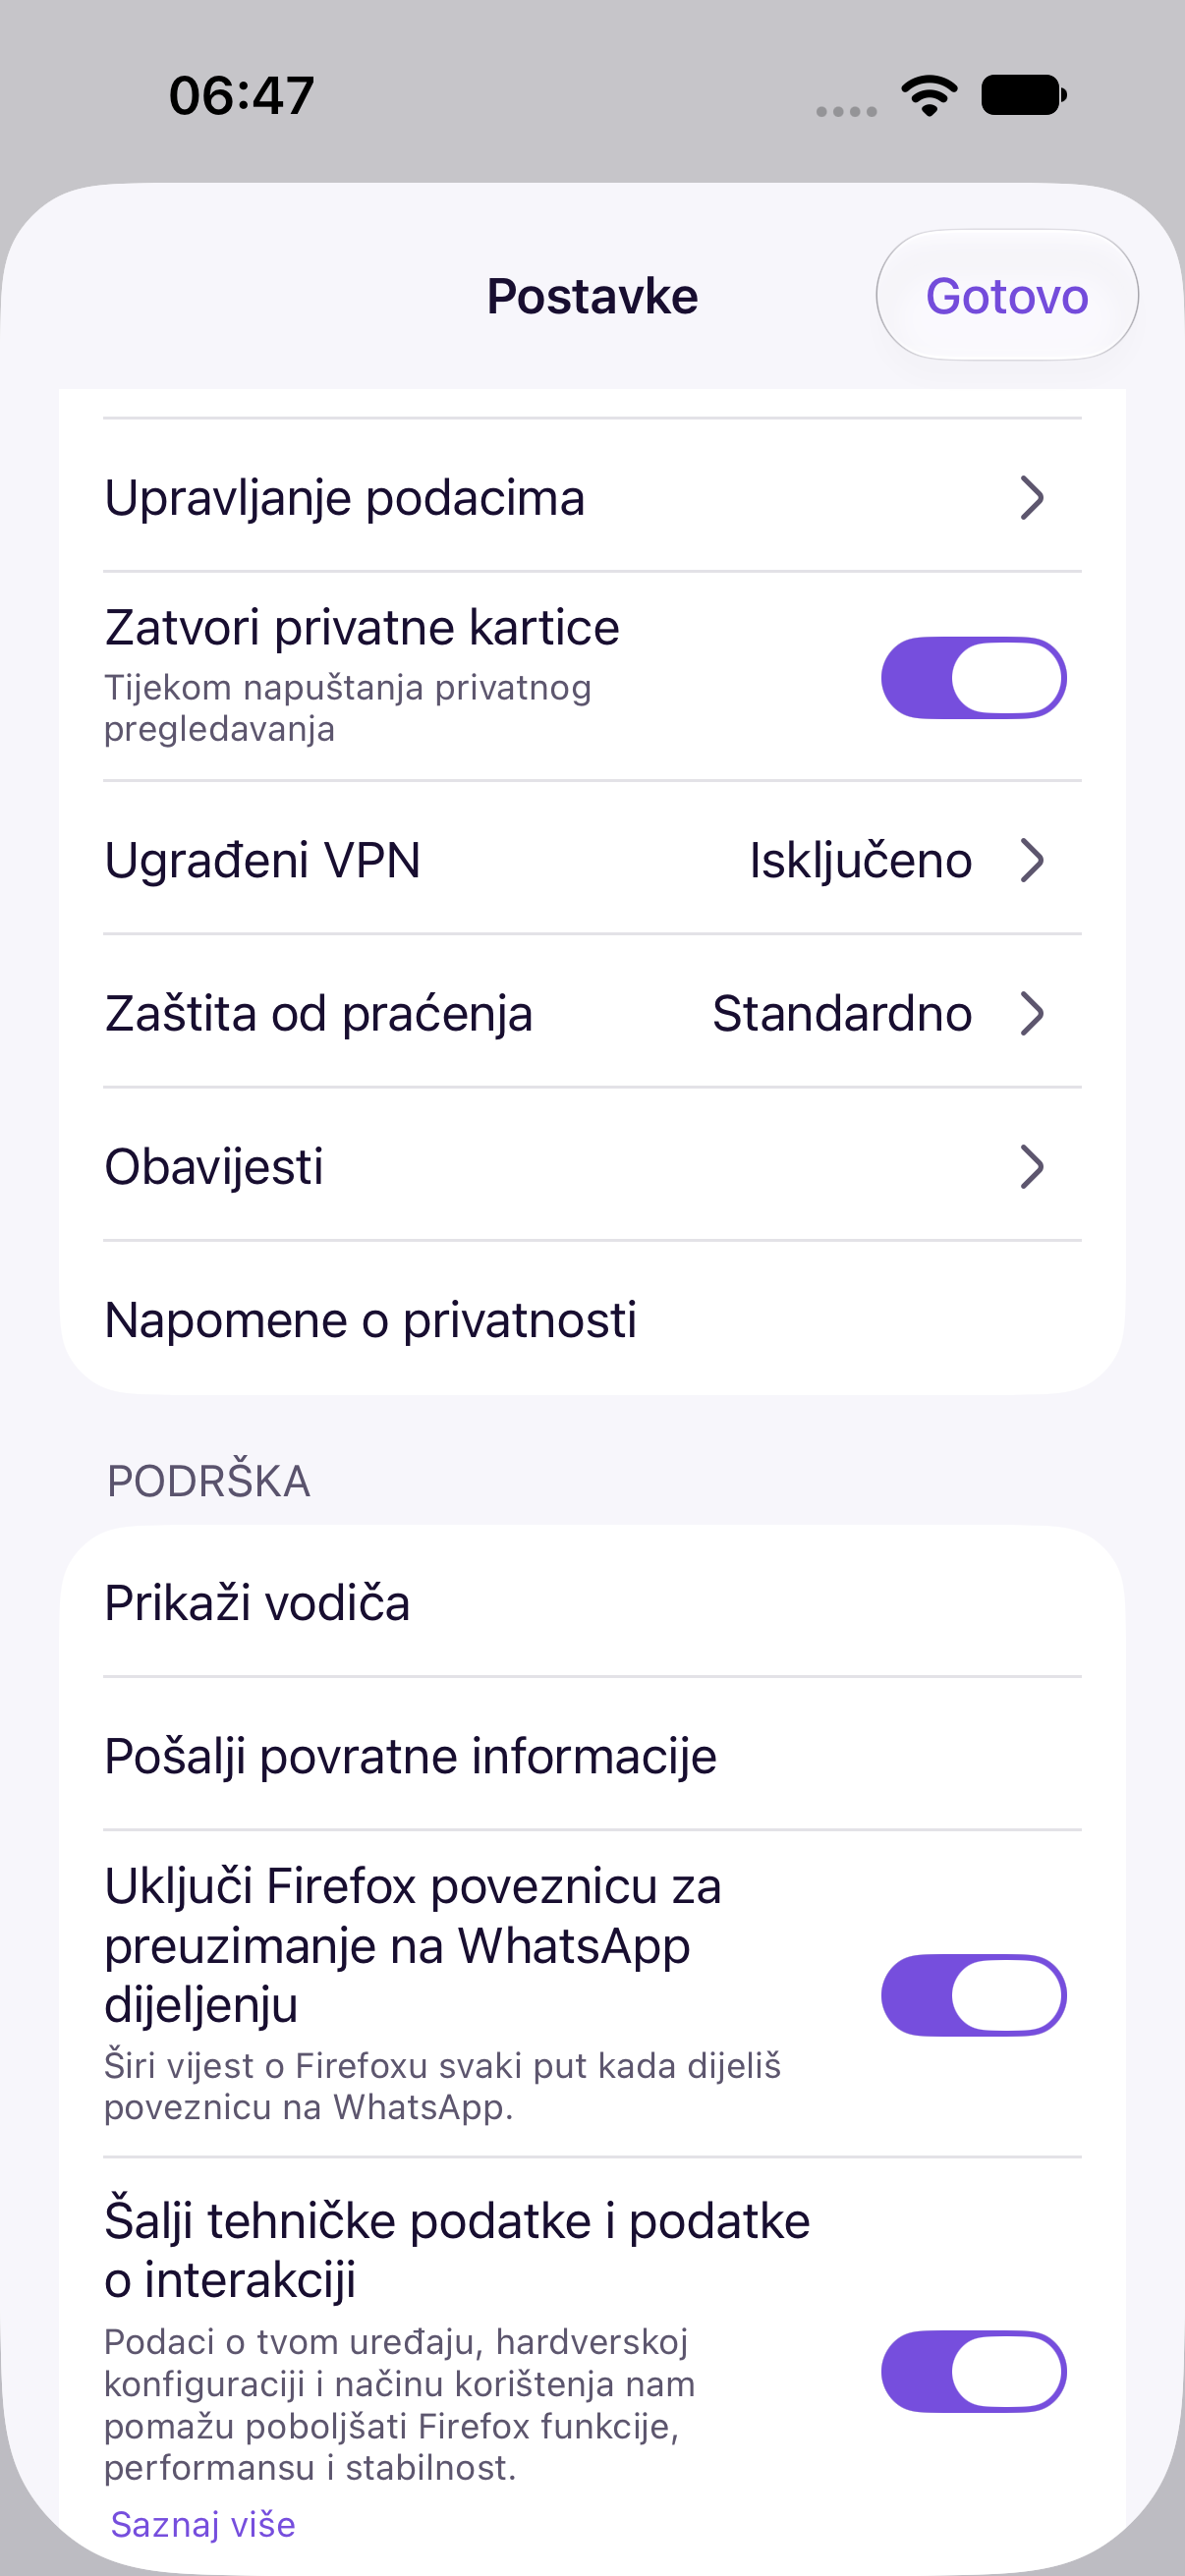 06:47
Postavke
Gotovo
Upravljanje podacima
Zatvori privatne kartice
Tijekom napuštanja privatnog
pregledavanja
Ugrađeni VPN
Isključeno
Zaštita od praćenja
Standardno
Obavijesti
Napomene o privatnosti
PODRŠKA
Prikaži vodiča
Pošalji povratne informacije
Uključi Firefox poveznicu za
preuzimanje na WhatsApp
dijeljenju
Širi vijest o Firefoxu svaki put kada dijeliš
poveznicu na WhatsApp.
Šalji tehničke podatke i podatke
o interakciji
Podaci o tvom uređaju, hardverskoj
konfiguraciji i načinu korištenja nam
pomažu poboljšati Firefox funkcije,
performansu i stabilnost.
Saznaj više